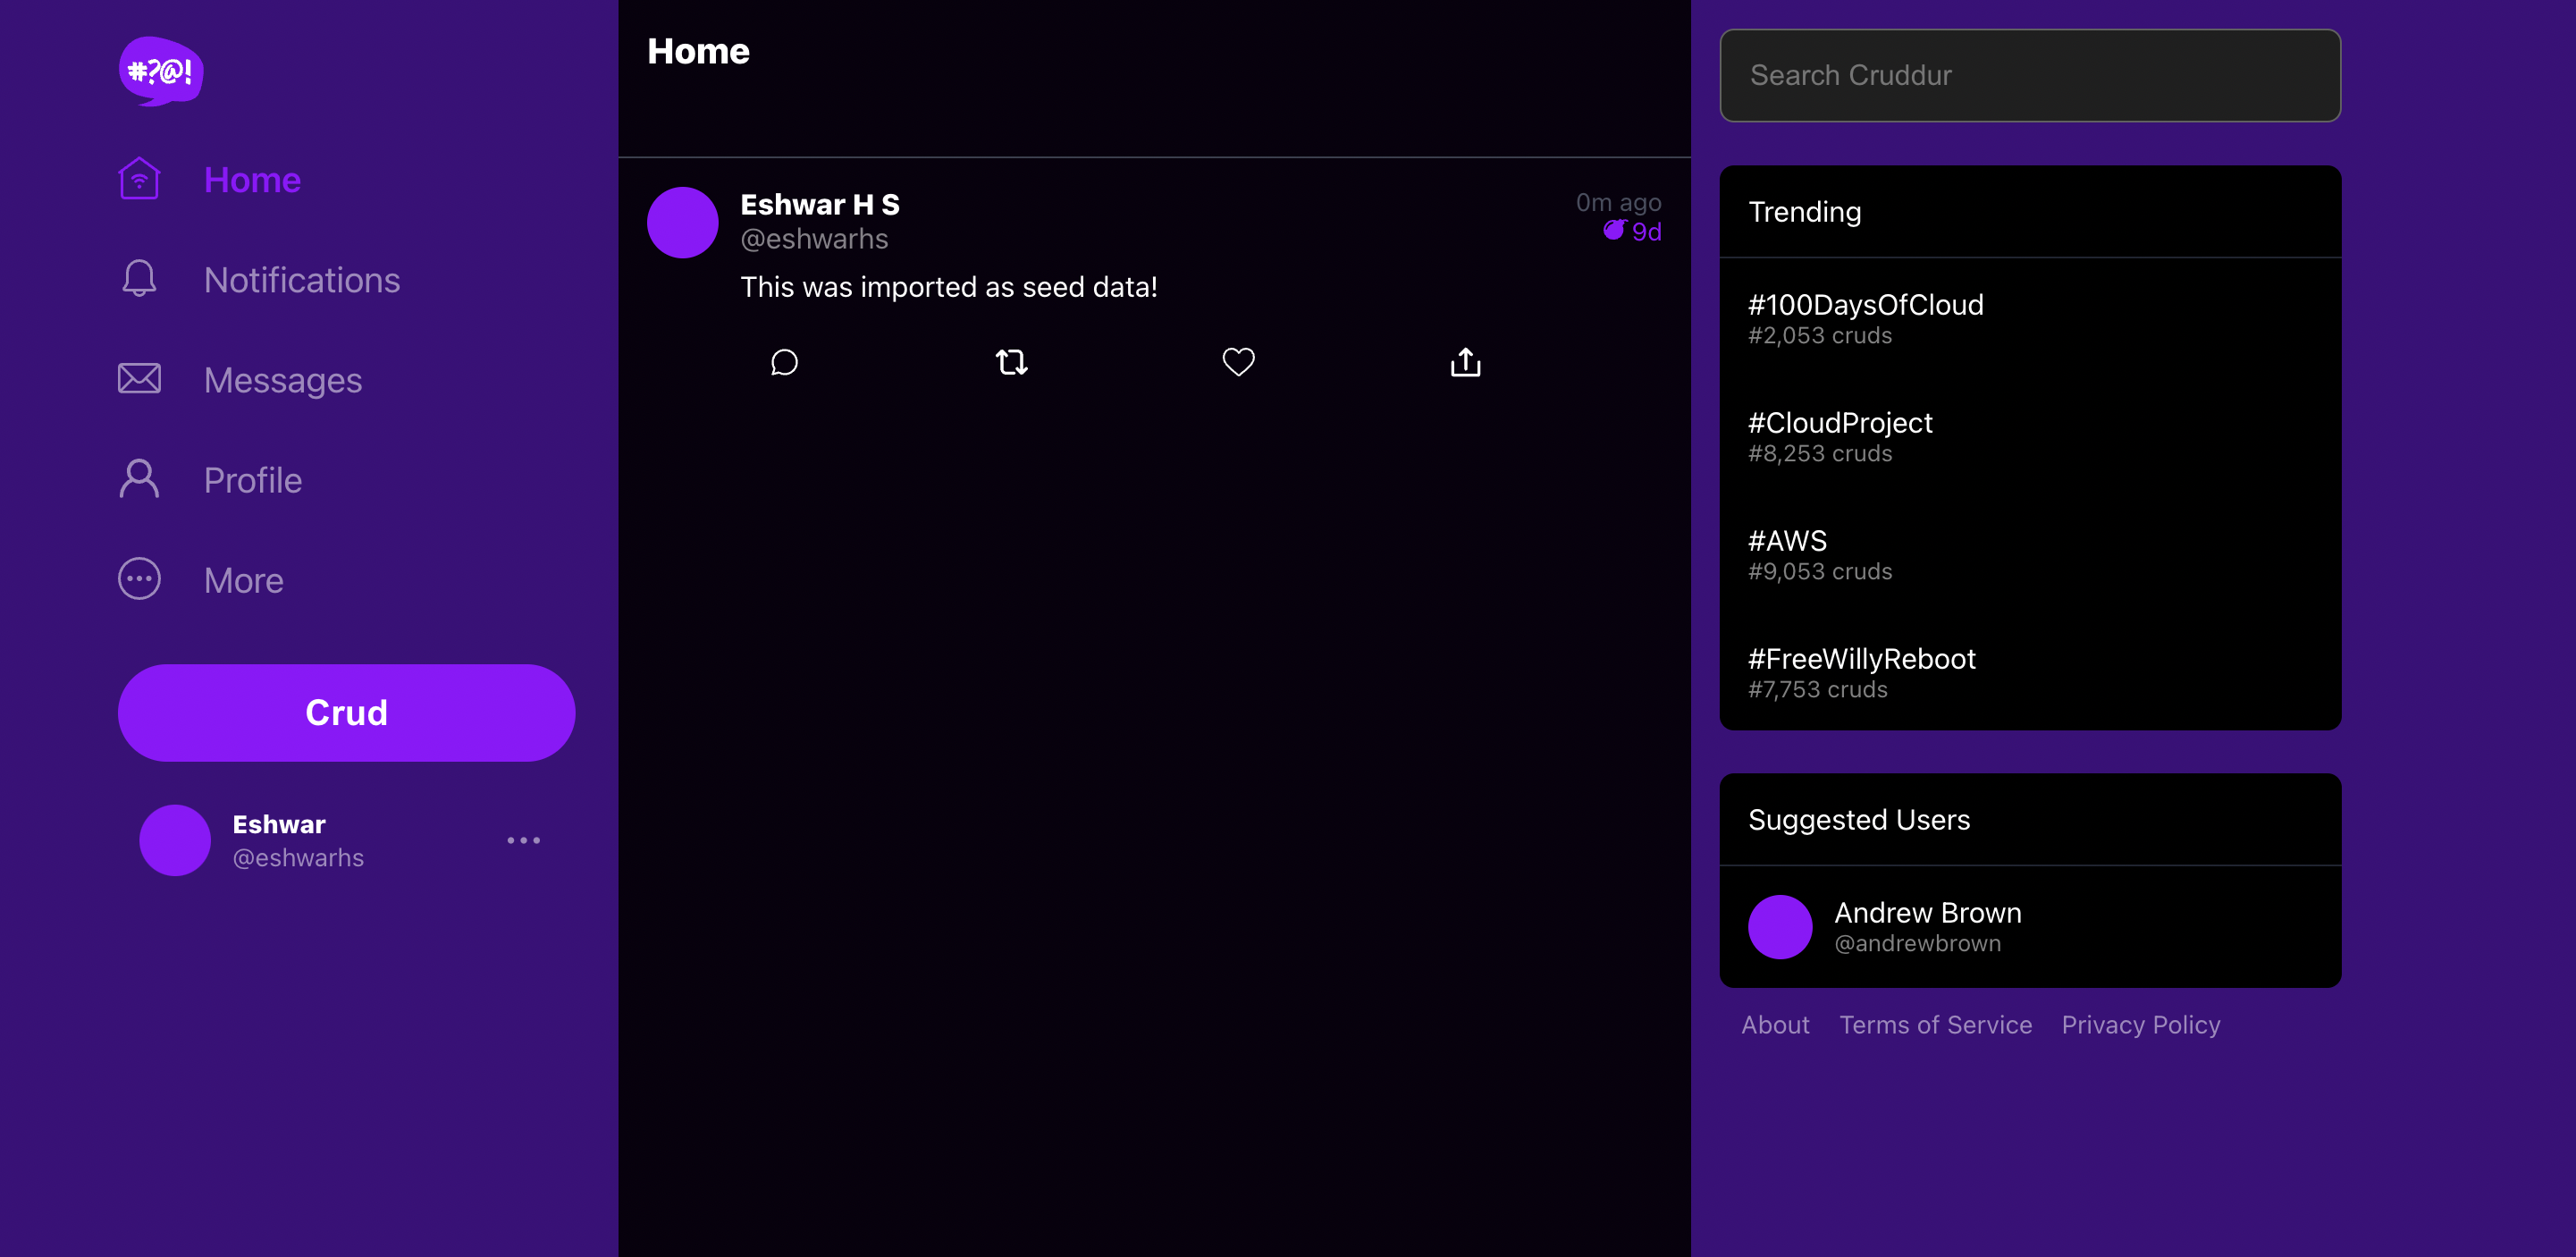 #?@!
Home
Notifications
Messages
Profile
More
Crud
Eshwar
@eshwarhs
Home
Eshwar H S
@eshwarhs
0m ago
9d
This was imported as seed data!
Search Cruddur
Trending
#100DaysOfCloud
#2,053 cruds
#CloudProject
#8,253 cruds
#AWS
#9,053 cruds
#FreeWillyReboot
#7,753 cruds
Suggested Users
Andrew Brown
@andrewbrown
About Terms of Service Privacy Policy